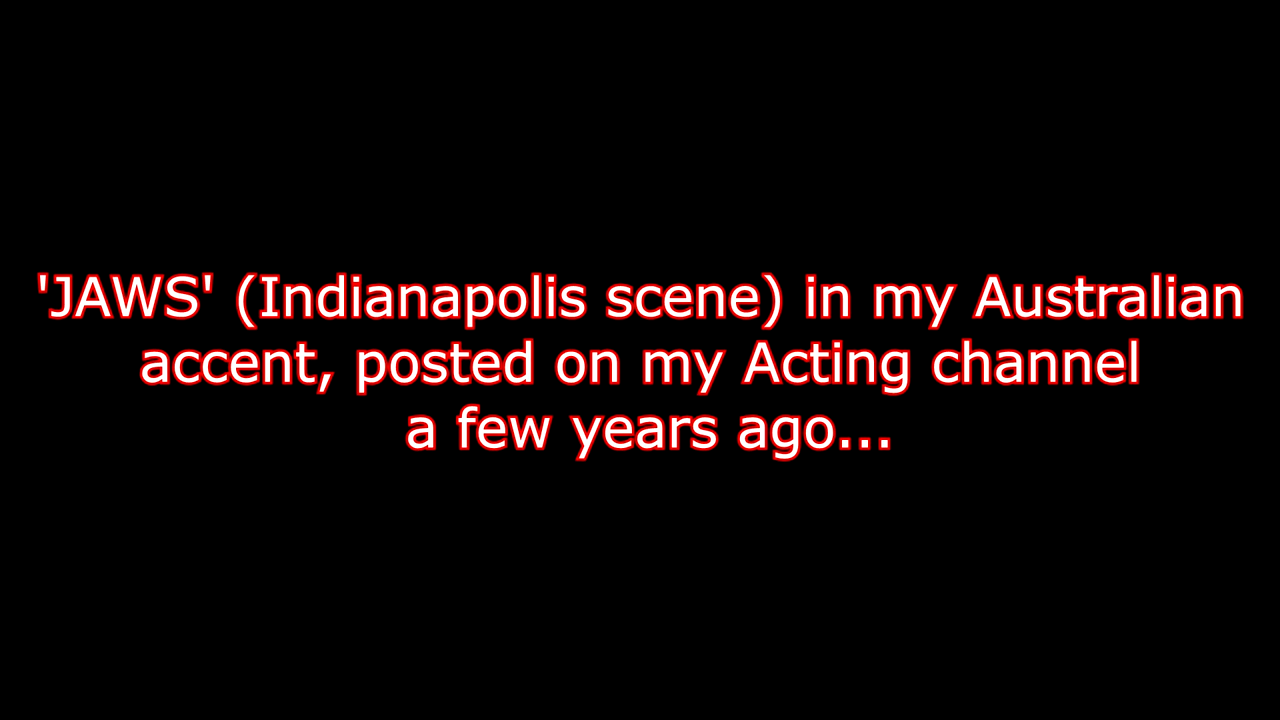 'JAWS' (Indianapolis scene) in my Australian
accent, posted on my Acting channel
a few years ago...